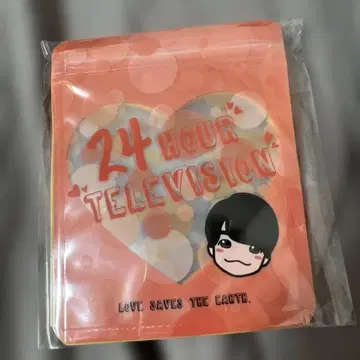 24 HOUR
TELEVISION
LOVE SAVES THE EARTH.